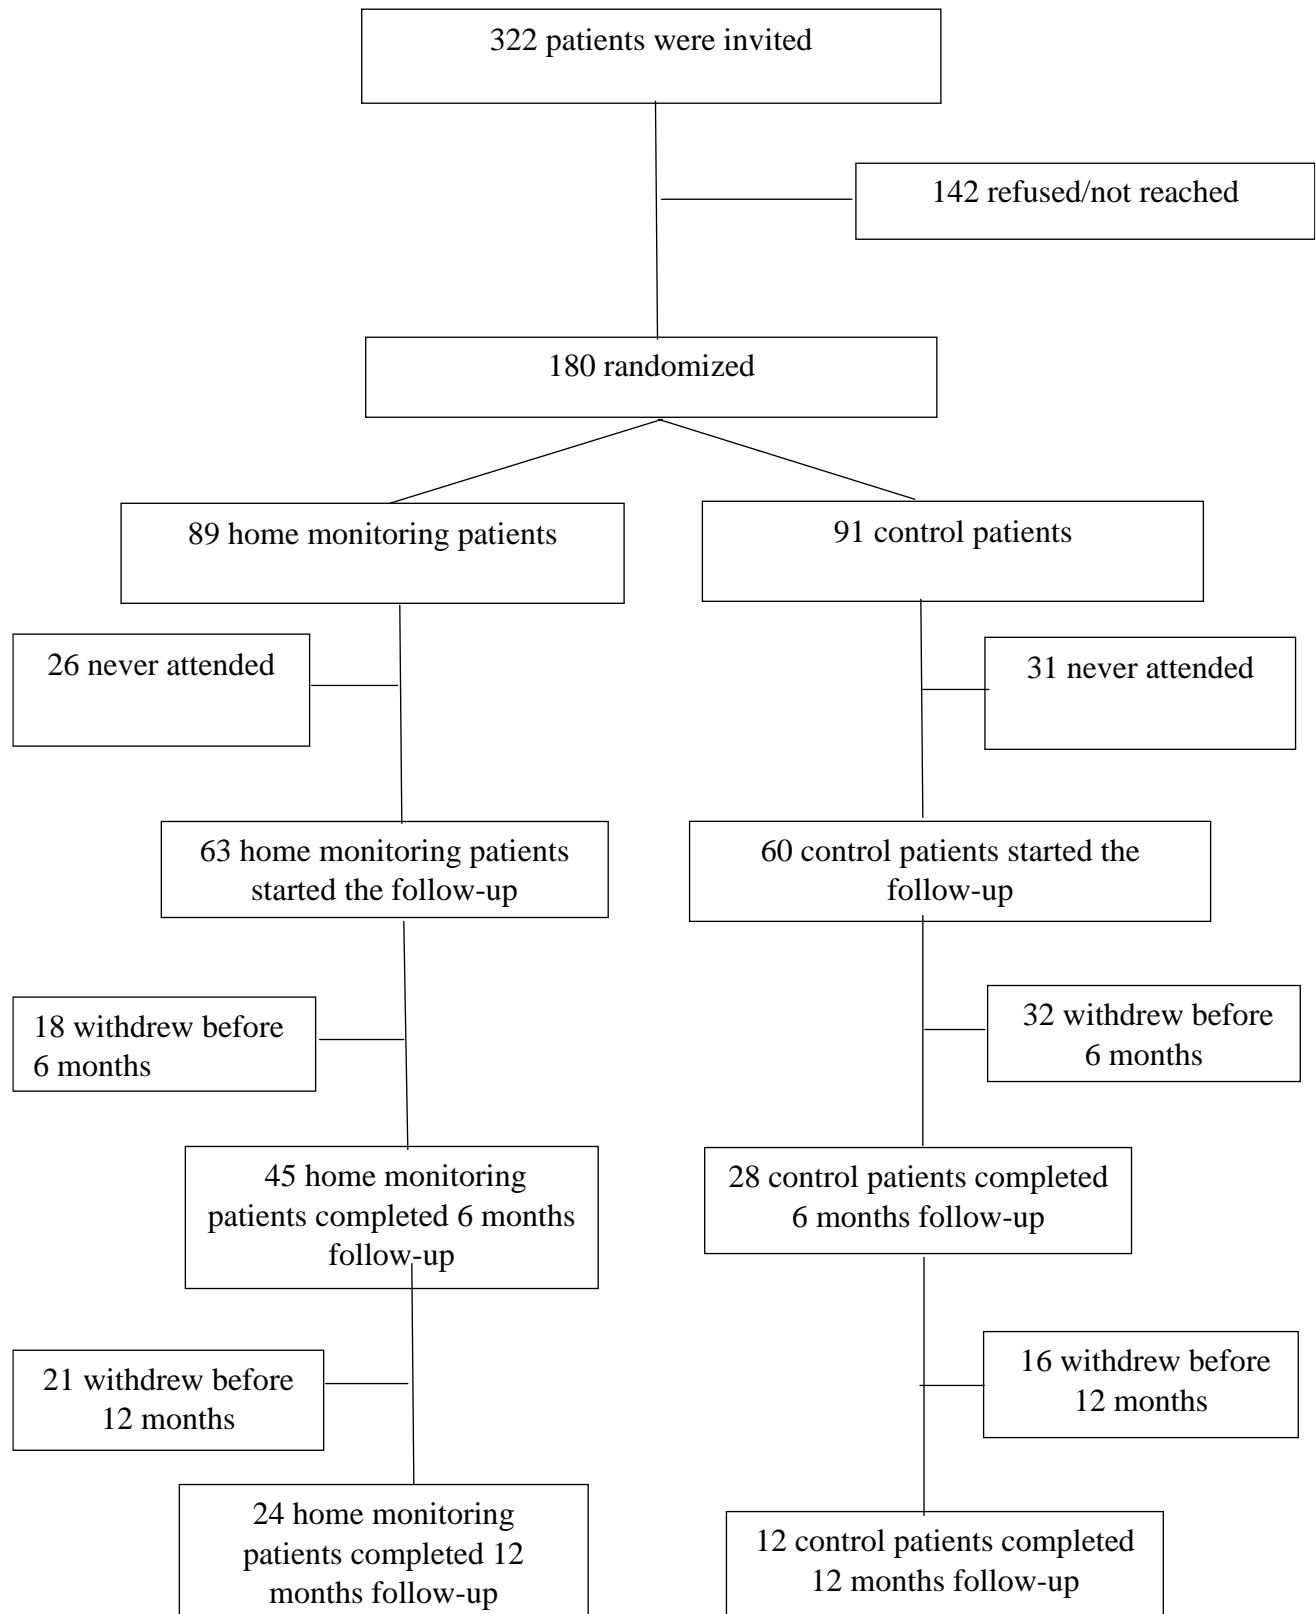 322 patients were invited
142 refused/not reached
180 randomized
89 home monitoring patients
91 control patients
26 never attended
31 never attended
63 home monitoring patients
started the follow-up
60 control patients started the
follow-up
18 withdrew before
6 months
32 withdrew before
6 months
45 home monitoring
patients completed 6 months
follow-up
28 control patients completed
6 months follow-up
21 withdrew before
12 months
16 withdrew before
12 months
24 home monitoring
patients completed 12
months follow-up
12 control patients completed
12 months follow-up